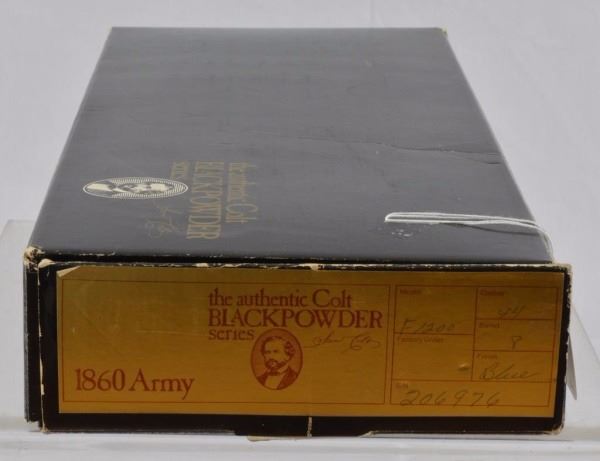 the authentic Colt
BLACKPOWDER
SERIES
the authentic Colt
BLACKPOWDER
series
1860 Army
Model
F1200
Factory Order
Caliber
44
Barrel
8
Finish
Blue
S/N
206976